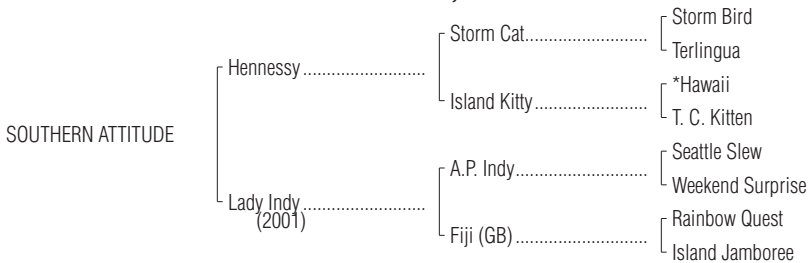 Storm Bird
Storm Cat..........................
Terlingua
Hennessy..........................
*Hawaii
Island Kitty........................
T. C. Kitten
SOUTHERN ATTITUDE
Seattle Slew
A.P. Indy............................
Weekend Surprise
Lady Indy..........................
(2001)
Rainbow Quest
Fiji (GB)............................
Island Jamboree